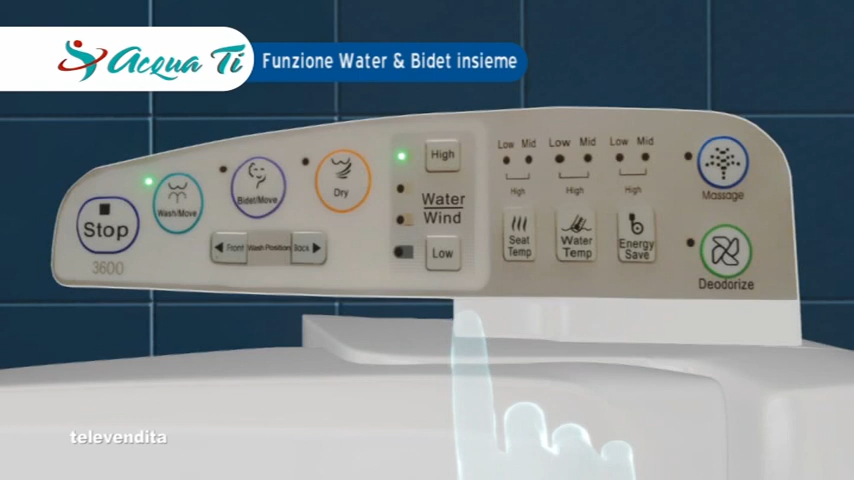 Acqua Ti
Funzione Water & Bidet insieme
Stop
3600
Wash/Move
Bidet/Move
Dry
Front
Wash Position
Back
High
Water
Wind
Low
Low Mid
High
Seat
Temp
Low Mid
High
Water
Temp
Low Mid
High
Energy
Save
Massage
Deodorize
televendita